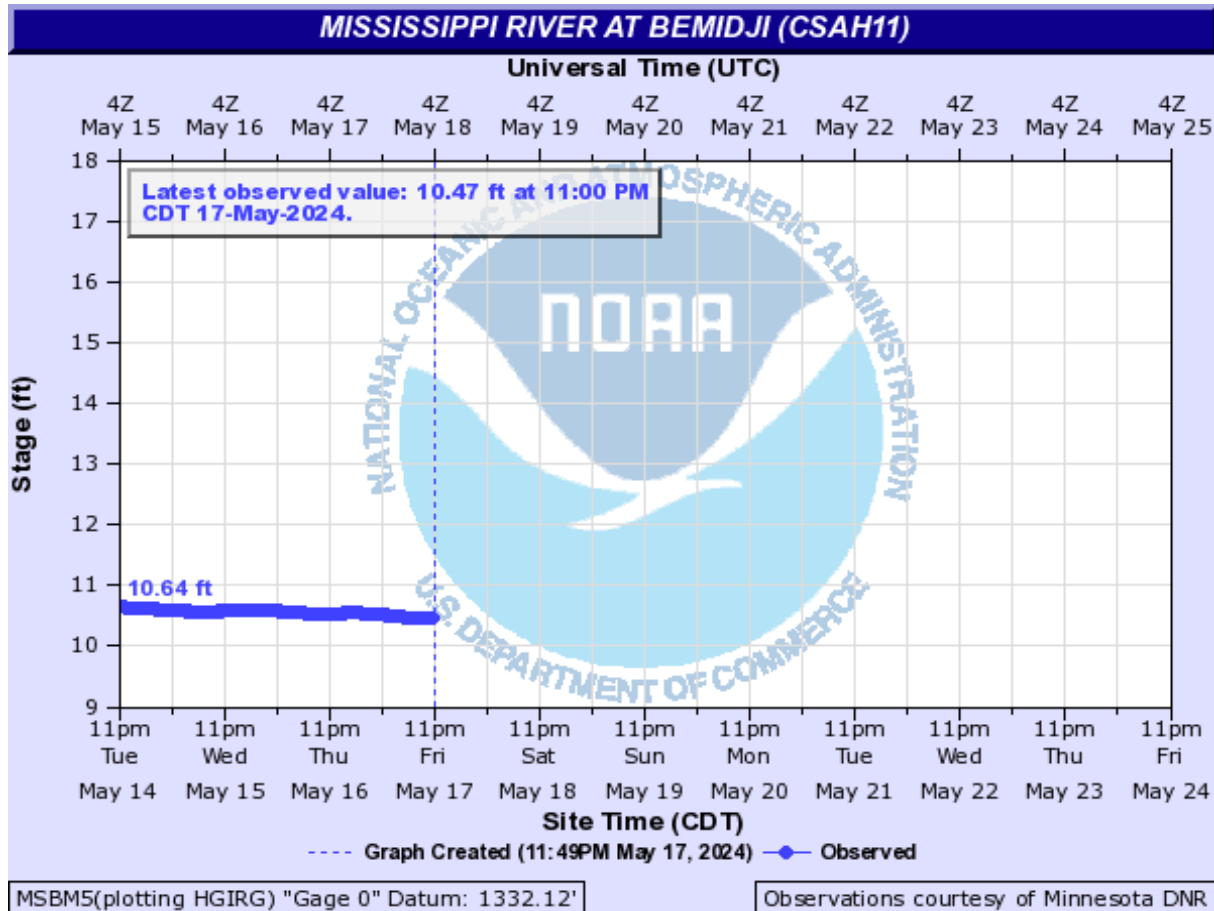 MISSISSIPPI RIVER AT BEMIDJI (CSAH11)
Universal Time (UTC)
4Z 4Z 4Z 4Z 4Z 4Z 4Z 4Z 4Z 4Z 4Z
May 15 May 16 May 17 May 18 May 19 May 20 May 21 May 22 May 23 May 24 May 25
Latest observed value: 10.47 ft at 11:00 PM
CDT 17-May-2024.
NATIONAL OCEANIC AND ATMOSPHERIC ADMINISTRATION
NOAA
U.S. DEPARTMENT OF COMMERCE
Stage (ft)
18
17
16
15
14
13
12
11
10
9
10.64 ft
11pm 11pm 11pm 11pm 11pm 11pm 11pm 11pm 11pm 11pm 11pm
Tue Wed Thu Fri Sat Sun Mon Tue Wed Thu Fri
May 14 May 15 May 16 May 17 May 18 May 19 May 20 May 21 May 22 May 23 May 24
Site Time (CDT)
Graph Created (11:49PM May 17, 2024) Observed
MSBM5(plotting HGIRG) "Gage 0" Datum: 1332.12'
Observations courtesy of Minnesota DNR